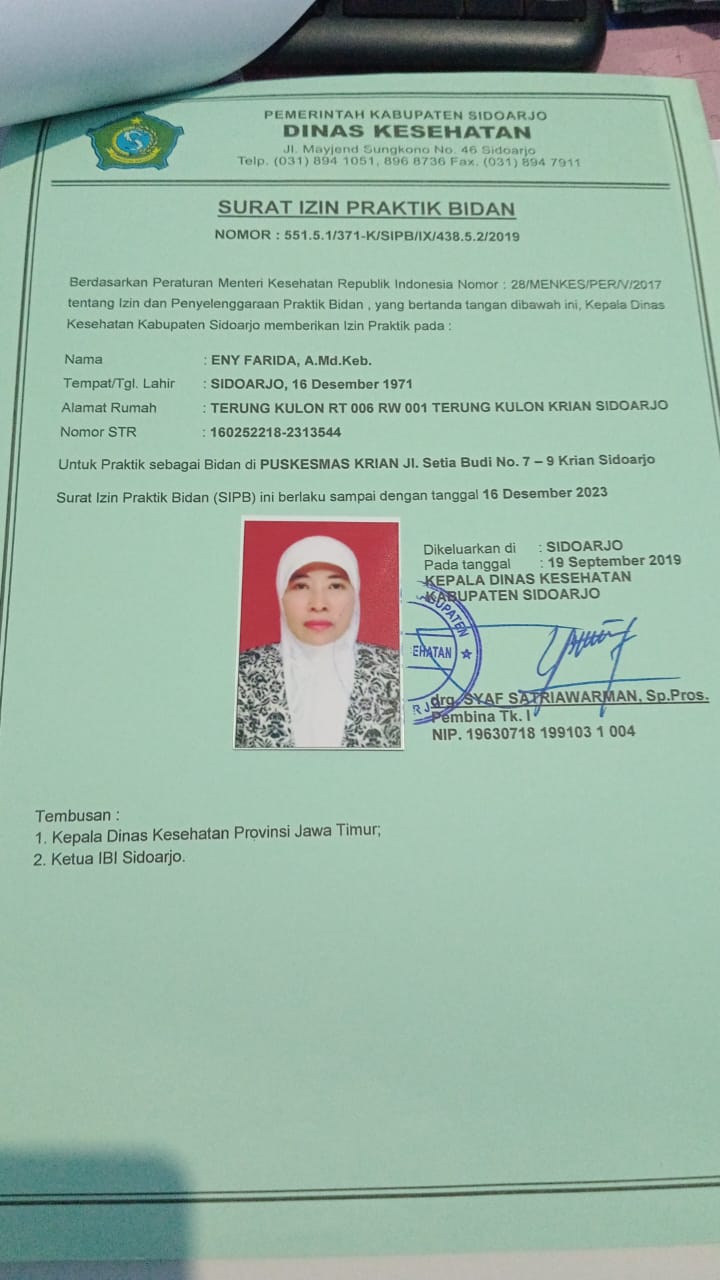 PEMERINTAH KABUPATEN SIDOARJO
DINAS KESEHATAN
Jl. Mayjend Sungkono No. 46 Sidoarjo
Telp. (031) 894 1051, 896 8736 Fax. (031) 894 7911
SURAT IZIN PRAKTIK BIDAN
NOMOR : 551.5.1/371-K/SIPB/IX/438.5.2/2019
Berdasarkan Peraturan Menteri Kesehatan Republik Indonesia Nomor : 28/MENKES/PER/V/2017
tentang Izin dan Penyelenggaraan Praktik Bidan , yang bertanda tangan dibawah ini, Kepala Dinas
Kesehatan Kabupaten Sidoarjo memberikan Izin Praktik pada :
Nama : ENY FARIDA, A.Md.Keb.
Tempat/Tgl. Lahir : SIDOARJO, 16 Desember 1971
Alamat Rumah : TERUNG KULON RT 006 RW 001 TERUNG KULON KRIAN SIDOARJO
Nomor STR : 160252218-2313544
Untuk Praktik sebagai Bidan di PUSKESMAS KRIAN Jl. Setia Budi No. 7 – 9 Krian Sidoarjo
Surat Izin Praktik Bidan (SIPB) ini berlaku sampai dengan tanggal 16 Desember 2023
Dikeluarkan di : SIDOARJO
Pada tanggal : 19 September 2019
KEPALA DINAS KESEHATAN
KABUPATEN SIDOARJO
UPATEN
EHATAN
RJ
drg. SYAF SATRIAWARMAN, Sp.Pros.
Pembina Tk. I
NIP. 19630718 199103 1 004
Tembusan :
1. Kepala Dinas Kesehatan Provinsi Jawa Timur;
2. Ketua IBI Sidoarjo.